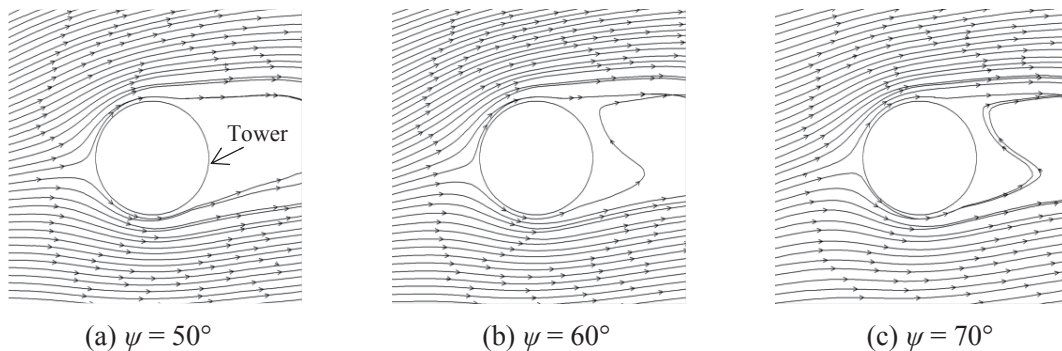 Tower
(a) ψ = 50°
(b) ψ = 60°
(c) ψ = 70°